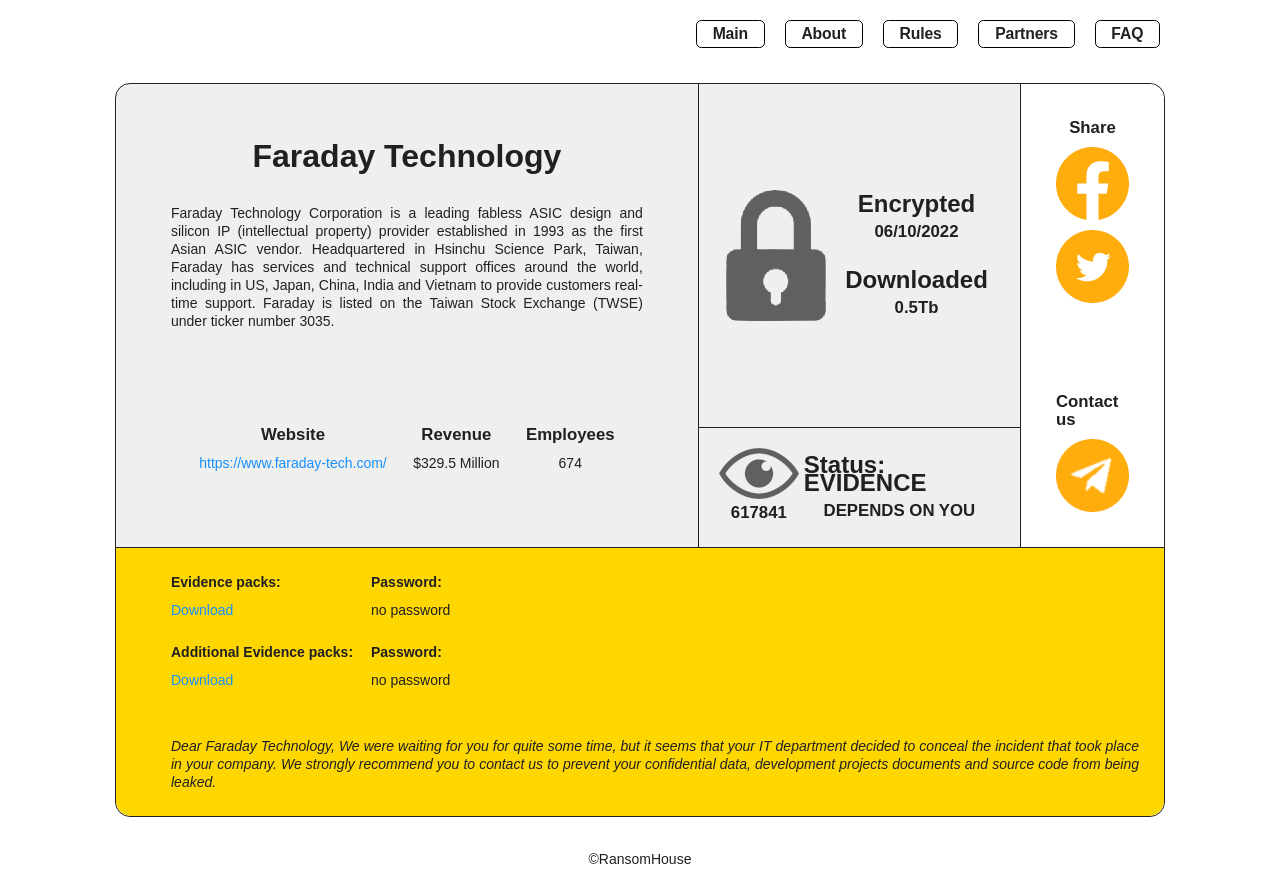 Main
About
Rules
Partners
FAQ
Faraday Technology
Faraday Technology Corporation is a leading fabless ASIC design and
silicon IP (intellectual property) provider established in 1993 as the first
Asian ASIC vendor. Headquartered in Hsinchu Science Park, Taiwan,
Faraday has services and technical support offices around the world,
including in US, Japan, China, India and Vietnam to provide customers real-
time support. Faraday is listed on the Taiwan Stock Exchange (TWSE)
under ticker number 3035.
Website
https://www.faraday-tech.com/
Revenue
$329.5 Million
Employees
674
Encrypted
06/10/2022
Downloaded
0.5Tb
617841
Status:
EVIDENCE
DEPENDS ON YOU
Share
Contact
us
Evidence packs:
Password:
Download
no password
Additional Evidence packs:
Password:
Download
no password
Dear Faraday Technology, We were waiting for you for quite some time, but it seems that your IT department decided to conceal the incident that took place
in your company. We strongly recommend you to contact us to prevent your confidential data, development projects documents and source code from being
leaked.
©RansomHouse